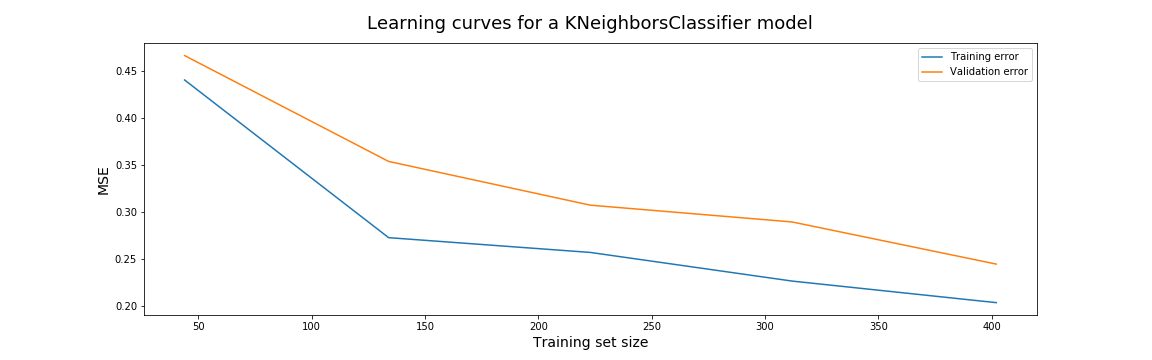 Learning curves for a KNeighborsClassifier model
Training error
Validation error
0.45
0.40
0.35
0.30
0.25
0.20
MSE
50 100 150 200 250 300 350 400
Training set size